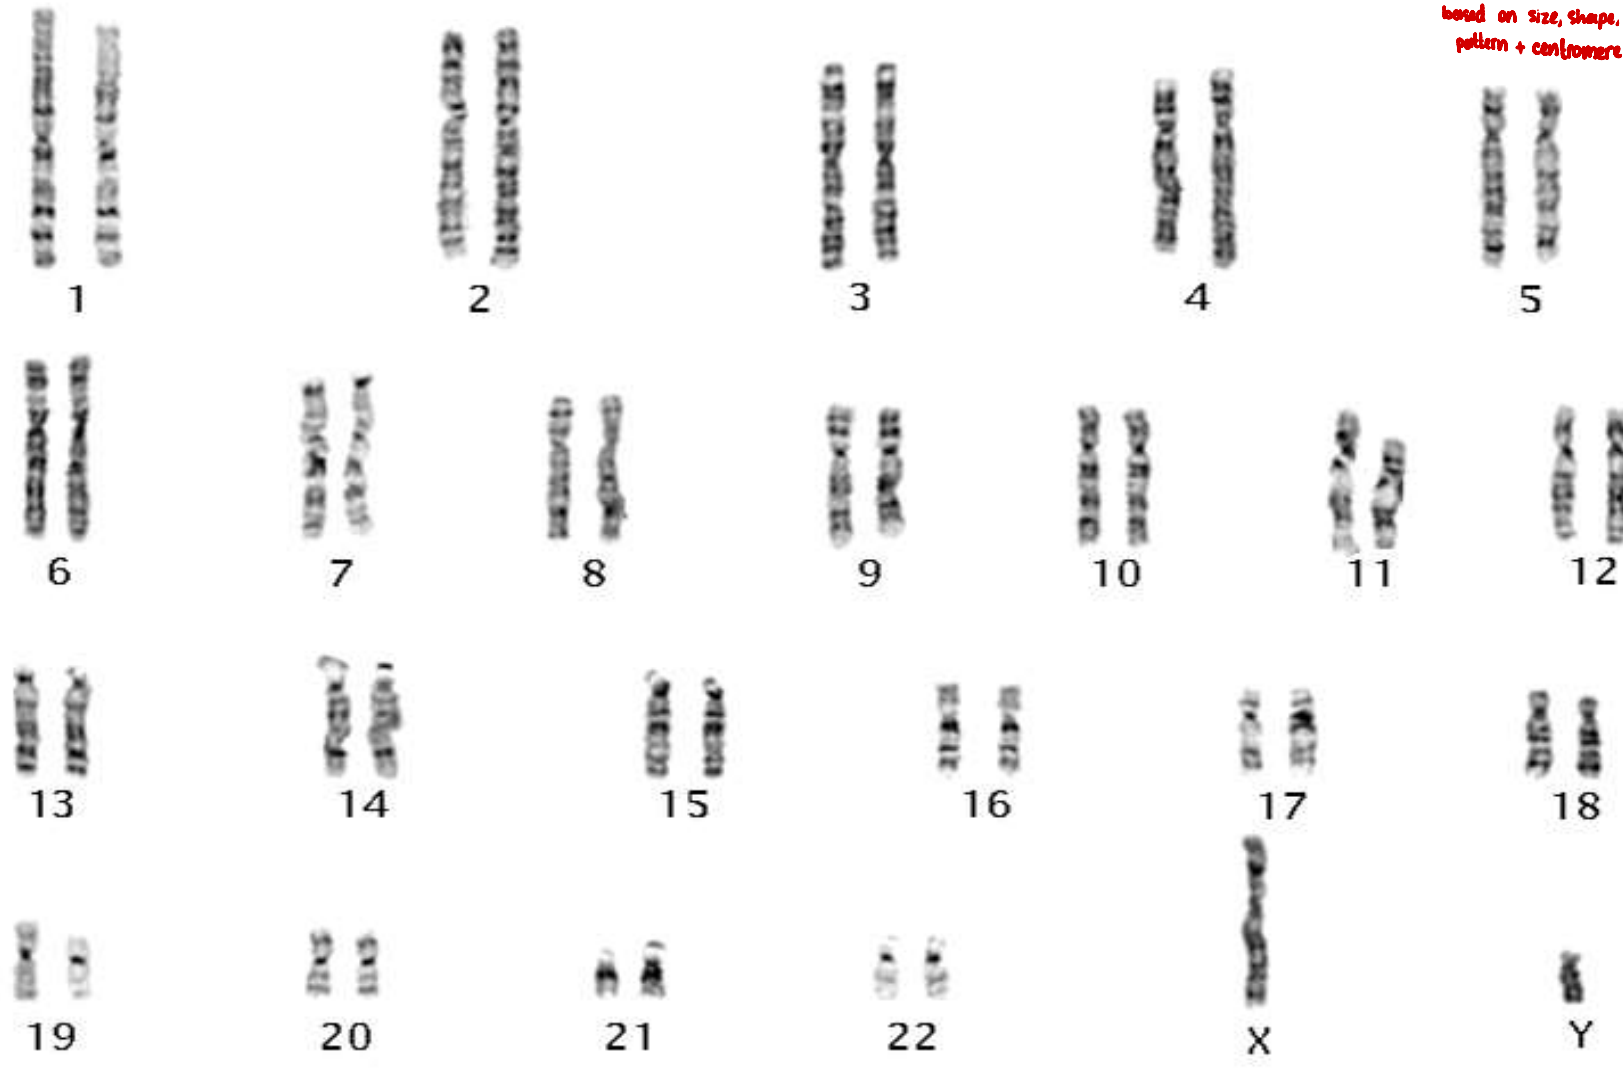 based on size, shape,
pattern + centromere
1 2 3 4 5
6 7 8 9 10 11 12
13 14 15 16 17 18
19 20 21 22 X Y